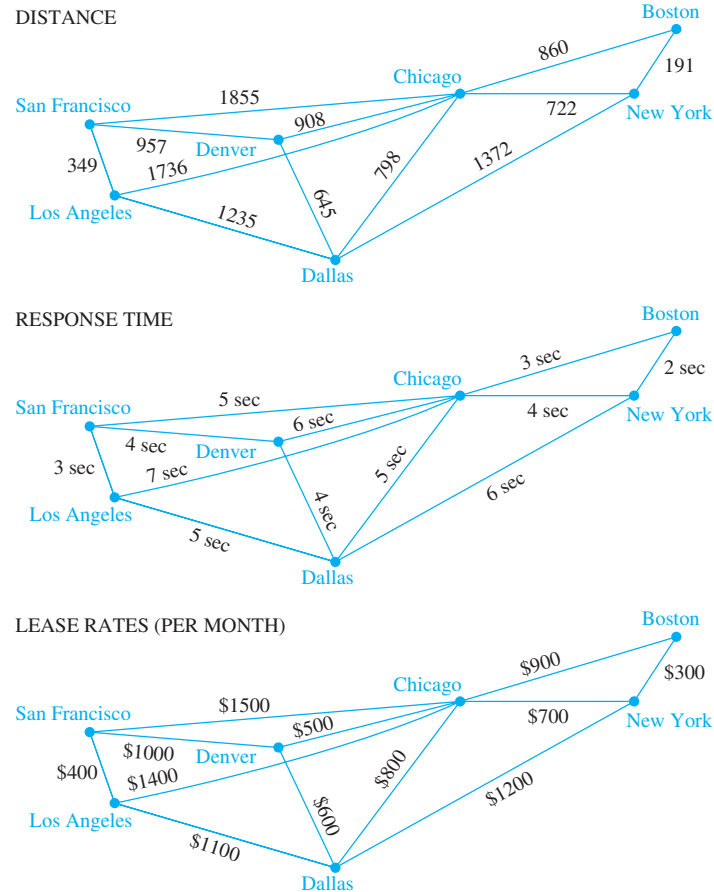 DISTANCE
Boston
860
191
Chicago
1855
722
New York
San Francisco
908
957
Denver
349
1736
798
1372
645
Los Angeles
1235
Dallas
RESPONSE TIME
Boston
3 sec
2 sec
Chicago
5 sec
4 sec
New York
San Francisco
6 sec
4 sec
Denver
3 sec
7 sec
5 sec
6 sec
4 sec
Los Angeles
5 sec
Dallas
LEASE RATES (PER MONTH)
Boston
$900
$300
Chicago
$1500
$700
New York
San Francisco
$500
$1000
Denver
$400
$1400
$800
$1200
$600
Los Angeles
$1100
Dallas